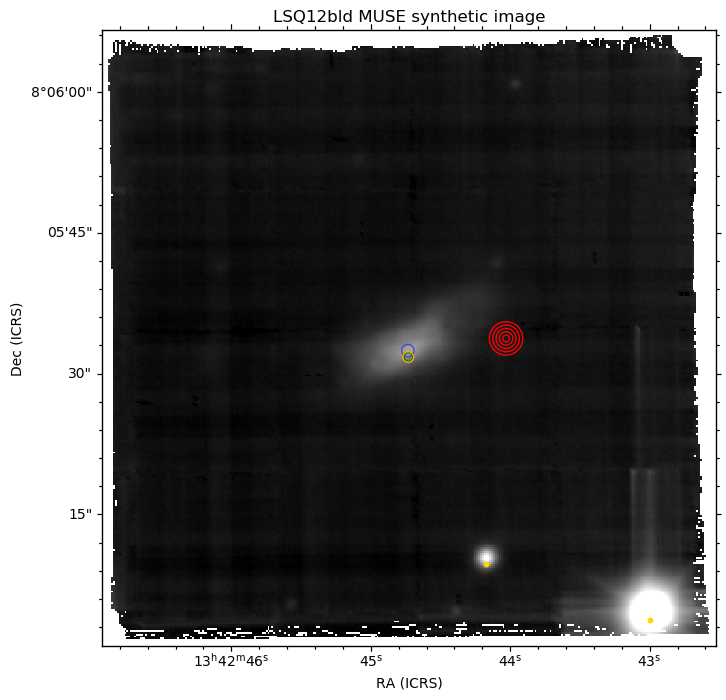 LSQ12bld MUSE synthetic image
8°06'00"
05'45"
Dec (ICRS)
30"
15"
13ʰ42ᵐ46ˢ
45ˢ
44ˢ
43ˢ
RA (ICRS)